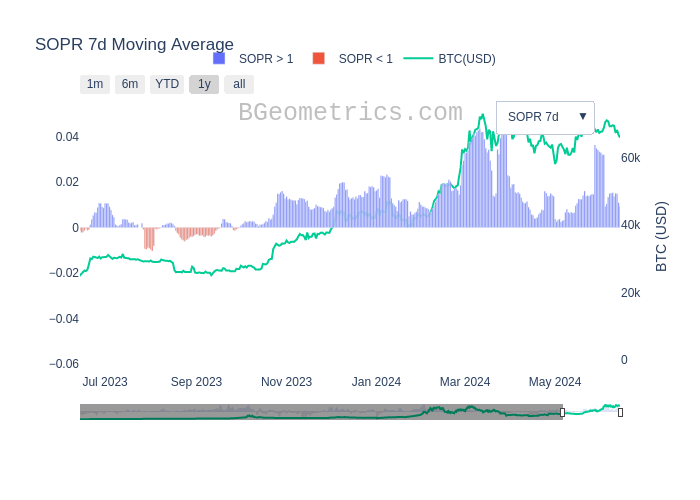 SOPR 7d Moving Average
SOPR > 1 SOPR < 1 BTC(USD)
1m 6m YTD 1y all
BGeometrics.com
SOPR 7d ▼
0.04
0.02
0
−0.02
−0.04
−0.06
60k
40k
20k
0
BTC (USD)
Jul 2023 Sep 2023 Nov 2023 Jan 2024 Mar 2024 May 2024